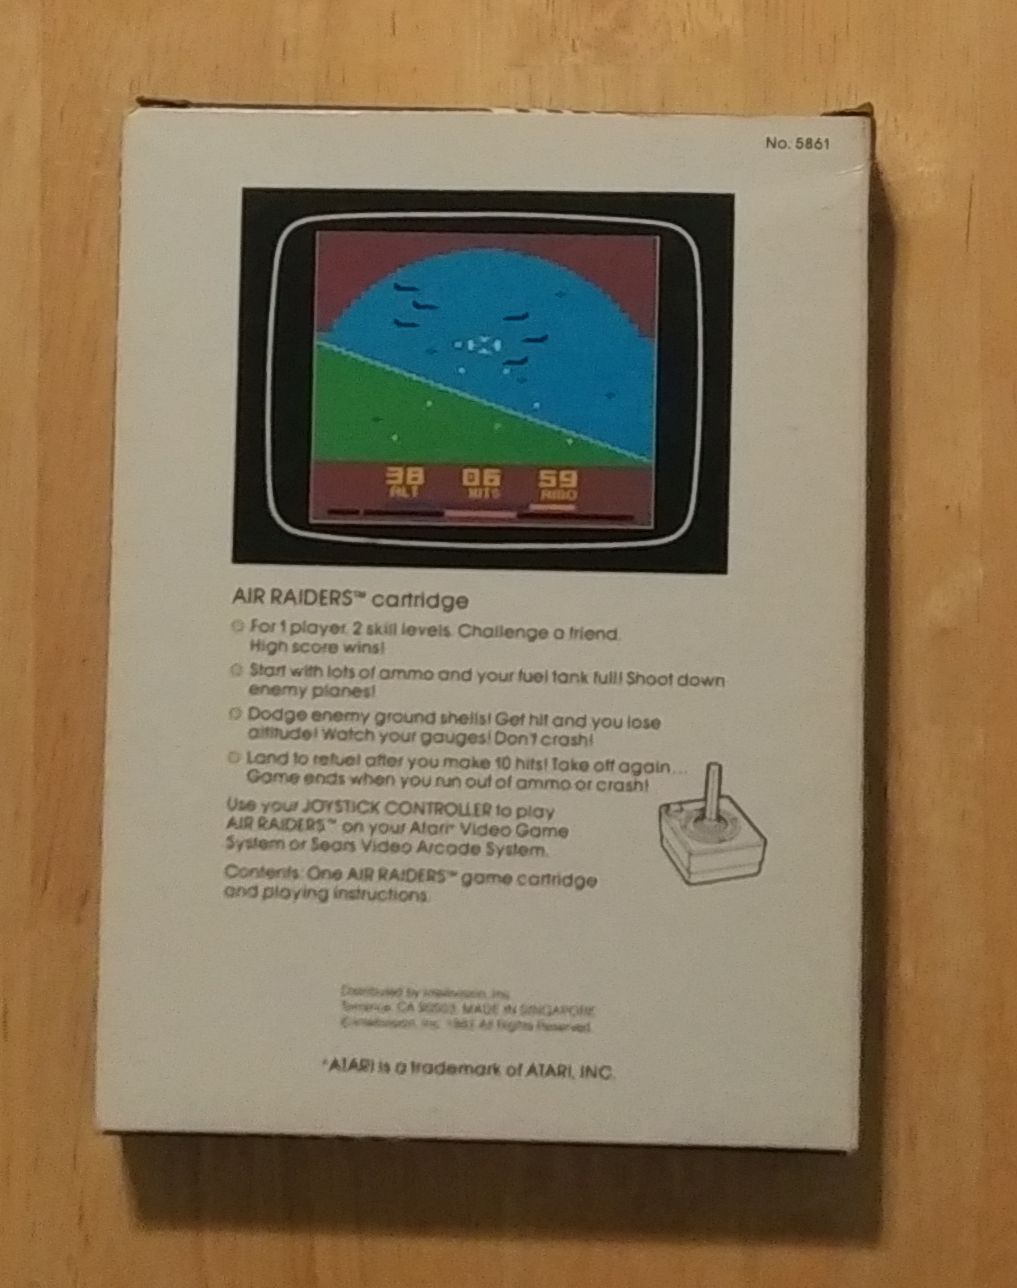 No. 5861
38 06 59
ALT HITS AMMO
AIR RAIDERS™ cartridge
For 1 player. 2 skill levels. Challenge a friend.
High score wins!
Start with lots of ammo and your fuel tank full! Shoot down
enemy planes!
Dodge enemy ground shells! Get hit and you lose
altitude! Watch your gauges! Don't crash!
Land to refuel after you make 10 hits! Take off again...
Game ends when you run out of ammo or crash!
Use your JOYSTICK CONTROLLER to play
AIR RAIDERS™ on your Atari* Video Game
System or Sears Video Arcade System.
Contents: One AIR RAIDERS™ game cartridge
and playing instructions.
Distributed by Intellivision, Inc.
Torrance, CA MADE IN SINGAPORE
© Intellivision, Inc. All Rights Reserved.
*ATARI is a trademark of ATARI, INC.